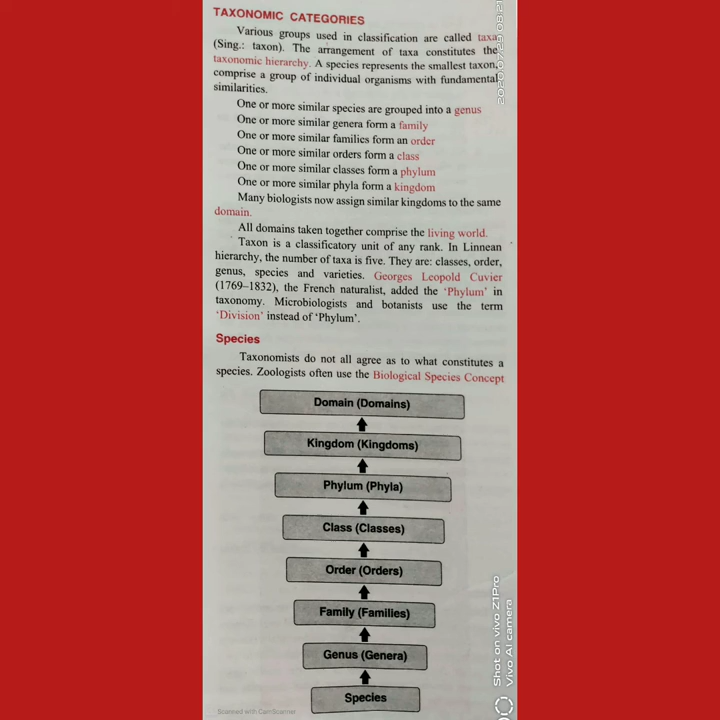 TAXONOMIC CATEGORIES
Various groups used in classification are called taxa
(Sing.: taxon). The arrangement of taxa constitutes the
taxonomic hierarchy. A species represents the smallest taxon,
comprise a group of individual organisms with fundamental
similarities.
One or more similar species are grouped into a genus
One or more similar genera form a family
One or more similar families form an order
One or more similar orders form a class
One or more similar classes form a phylum
One or more similar phyla form a kingdom
Many biologists now assign similar kingdoms to the same
domain.
All domains taken together comprise the living world.
Taxon is a classificatory unit of any rank. In Linnean
hierarchy, the number of taxa is five. They are: classes, order,
genus, species and varieties. Georges Leopold Cuvier
(1769–1832), the French naturalist, added the 'Phylum' in
taxonomy. Microbiologists and botanists use the term
'Division' instead of 'Phylum'.
Species
Taxonomists do not all agree as to what constitutes a
species. Zoologists often use the Biological Species Concept
Domain (Domains)
Kingdom (Kingdoms)
Phylum (Phyla)
Class (Classes)
Order (Orders)
Family (Families)
Genus (Genera)
Species
Scanned with CamScanner
Shot on vivo Z1Pro
Vivo AI camera